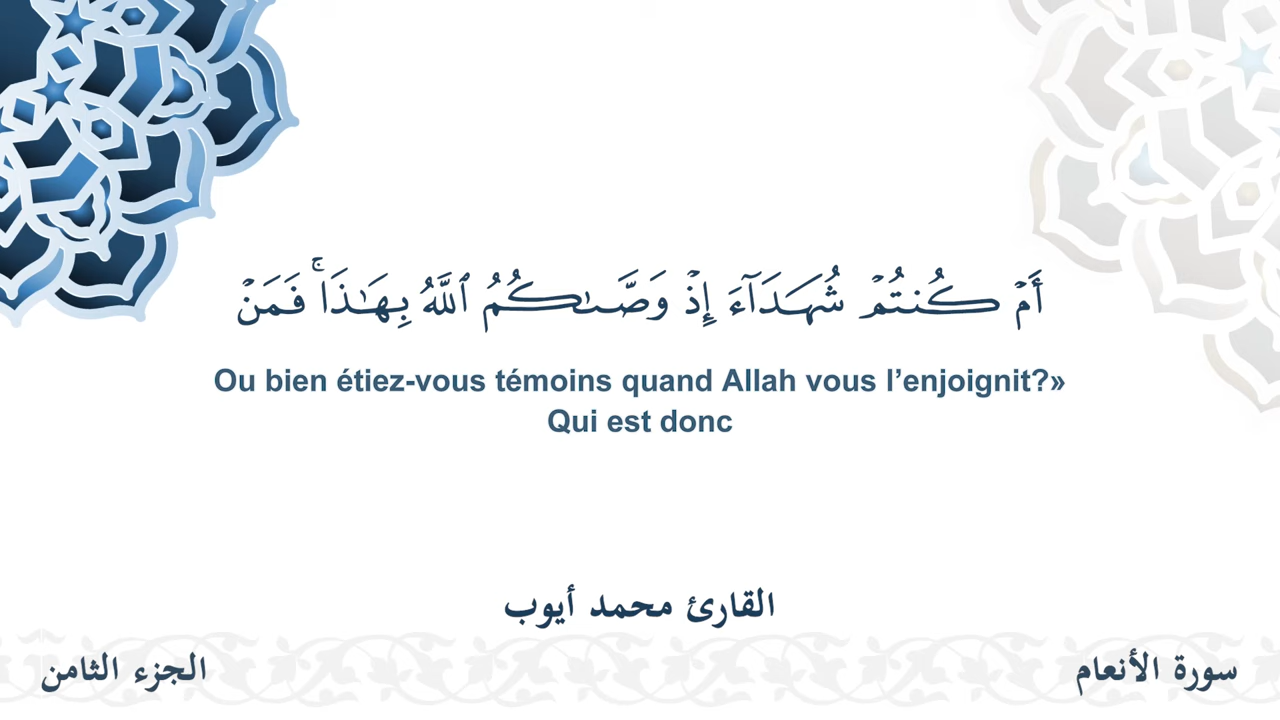 أَمۡ كُنتُمۡ شُهَدَآءَ إِذۡ وَصَّىٰكُمُ ٱللَّهُ بِهَٰذَاۚ فَمَنۡ
Ou bien étiez-vous témoins quand Allah vous l’enjoignit?»
Qui est donc
القارئ محمد أيوب
سورة الأنعام
الجزء الثامن